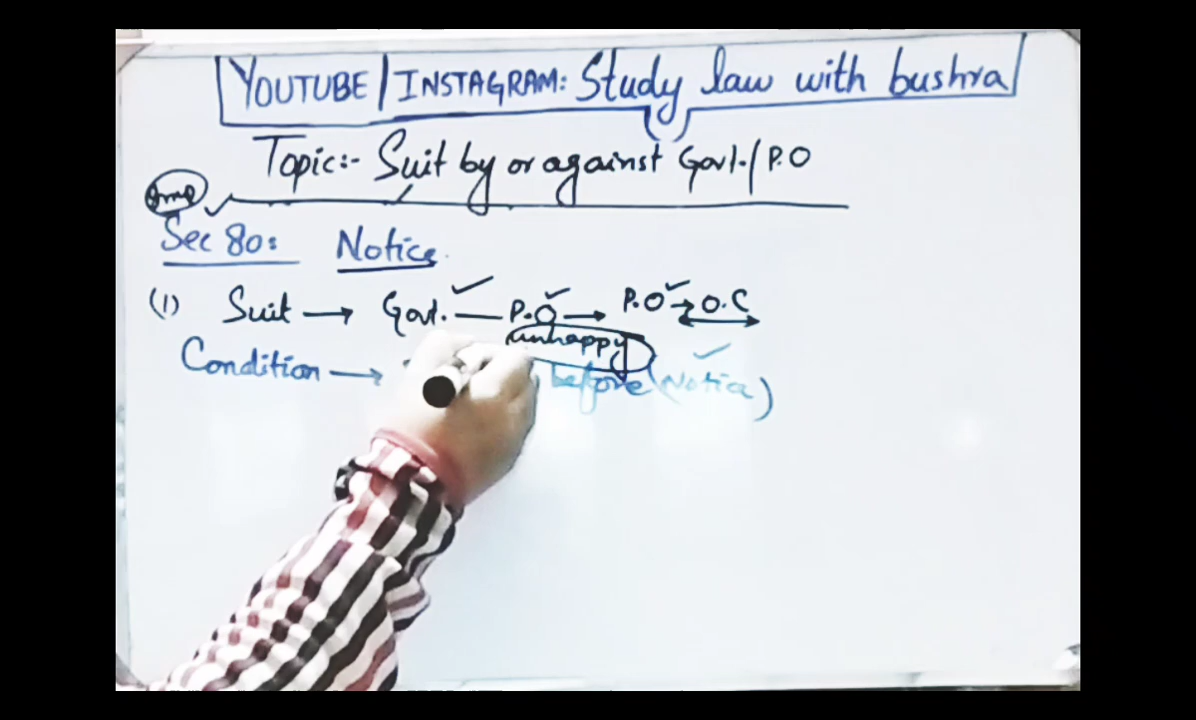 YOUTUBE | INSTAGRAM: Study law with bushra
Topic:- Suit by or against Govt./P.O
Imp
Sec 80: Notice.
(1) Suit → Govt. — P.O → P.O → O.C
unhappy
Condition → before (Notice)